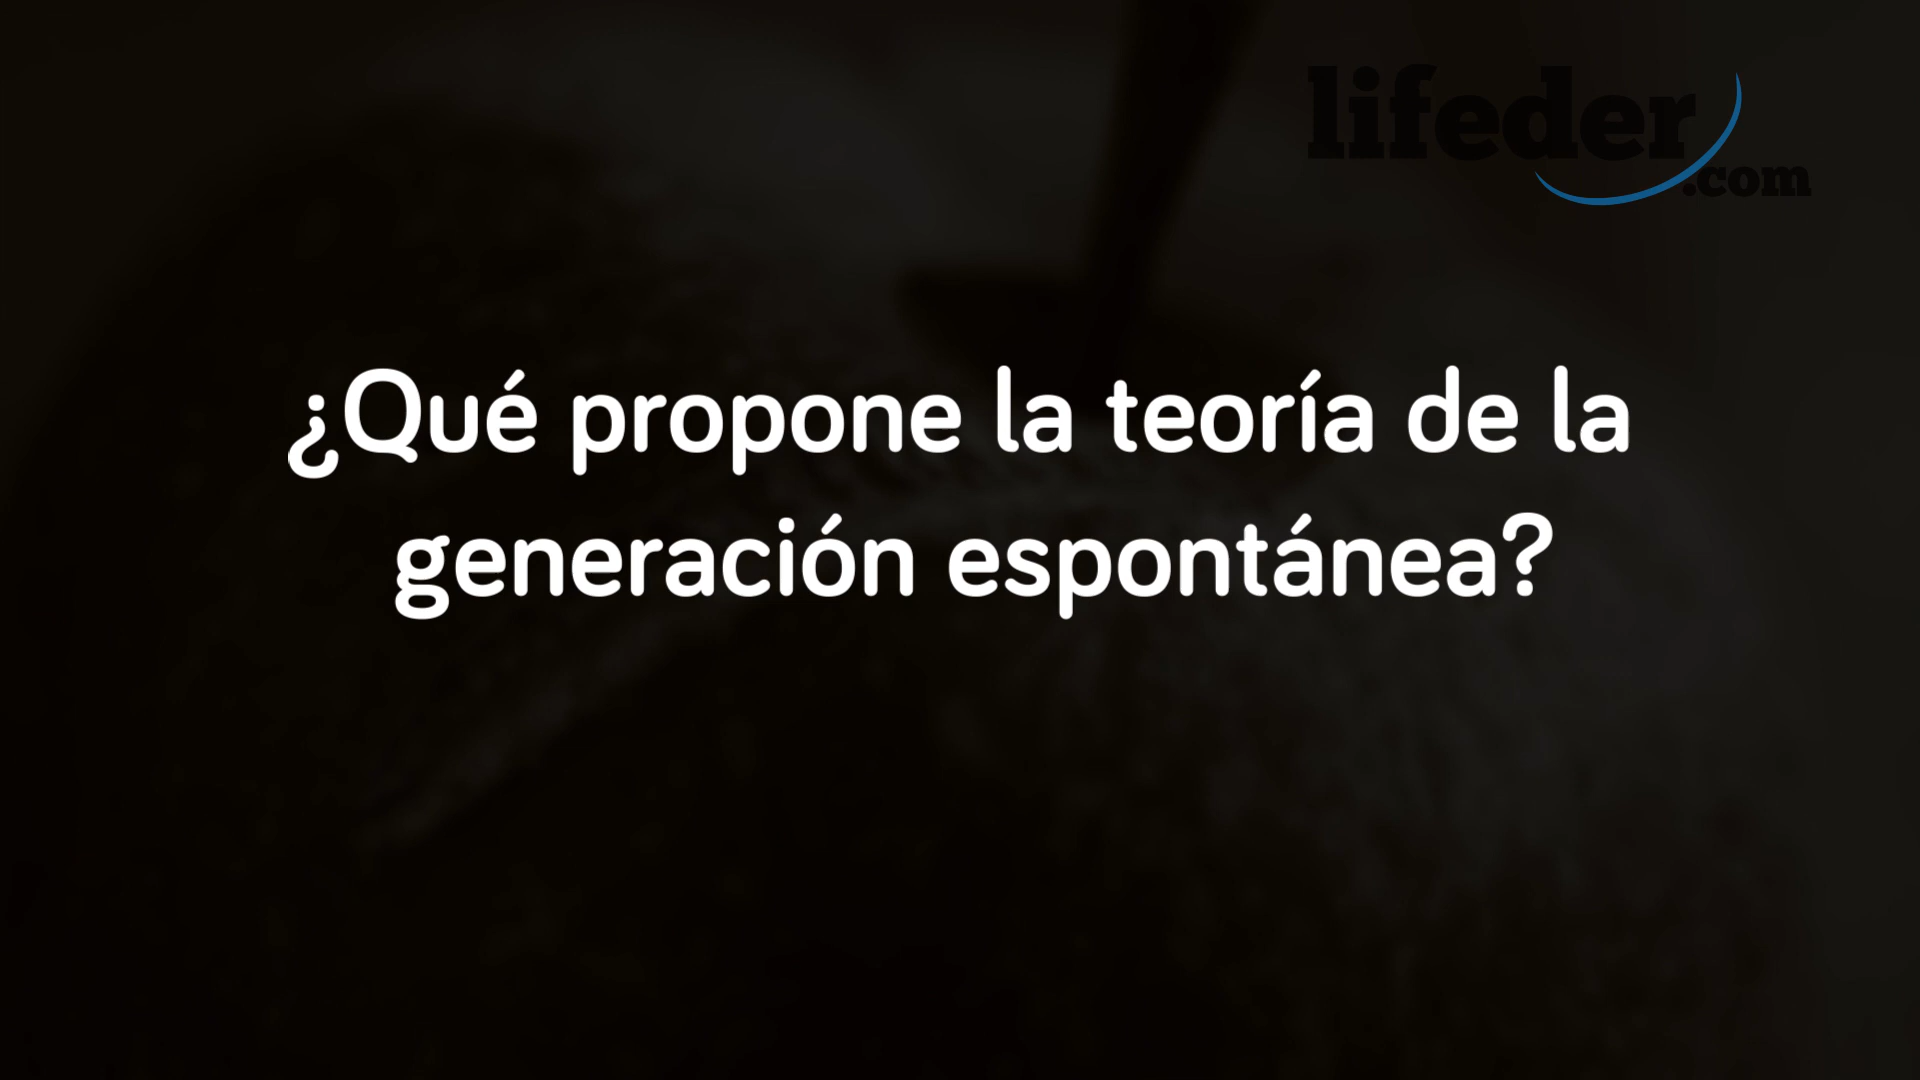 lifeder
.com
¿Qué propone la teoría de la
generación espontánea?